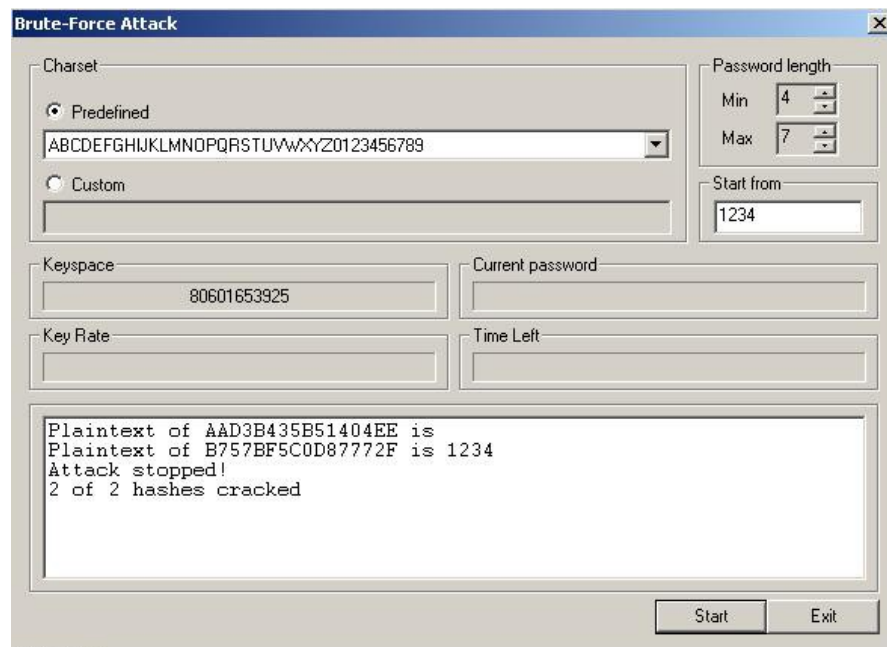 Brute-Force Attack
Charset
Predefined
ABCDEFGHIJKLMNOPQRSTUVWXYZ0123456789
Custom
Password length
Min 4
Max 7
Start from
1234
Keyspace
80601653925
Current password
Key Rate
Time Left
Plaintext of AAD3B435B51404EE is
Plaintext of B757BF5C0D87772F is 1234
Attack stopped!
2 of 2 hashes cracked
Start
Exit